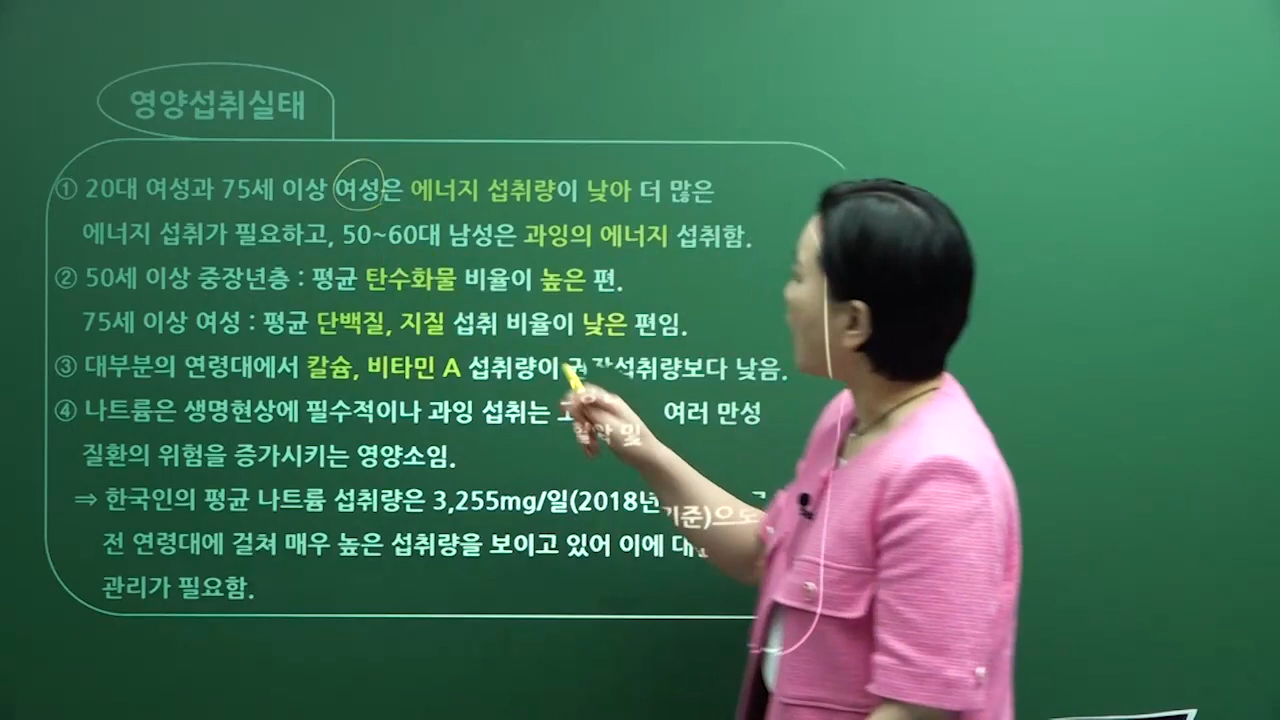 영양섭취실태
① 20대 여성과 75세 이상 여성은 에너지 섭취량이 낮아 더 많은
에너지 섭취가 필요하고, 50~60대 남성은 과잉의 에너지 섭취함.
② 50세 이상 중장년층 : 평균 탄수화물 비율이 높은 편.
75세 이상 여성 : 평균 단백질, 지질 섭취 비율이 낮은 편임.
③ 대부분의 연령대에서 칼슘, 비타민 A 섭취량이 권장섭취량보다 낮음.
④ 나트륨은 생명현상에 필수적이나 과잉 섭취는 및 여러 만성
질환의 위험을 증가시키는 영양소임.
⇒ 한국인의 평균 나트륨 섭취량은 3,255mg/일(2018년 기준)으로
전 연령대에 걸쳐 매우 높은 섭취량을 보이고 있어 이에
관리가 필요함.